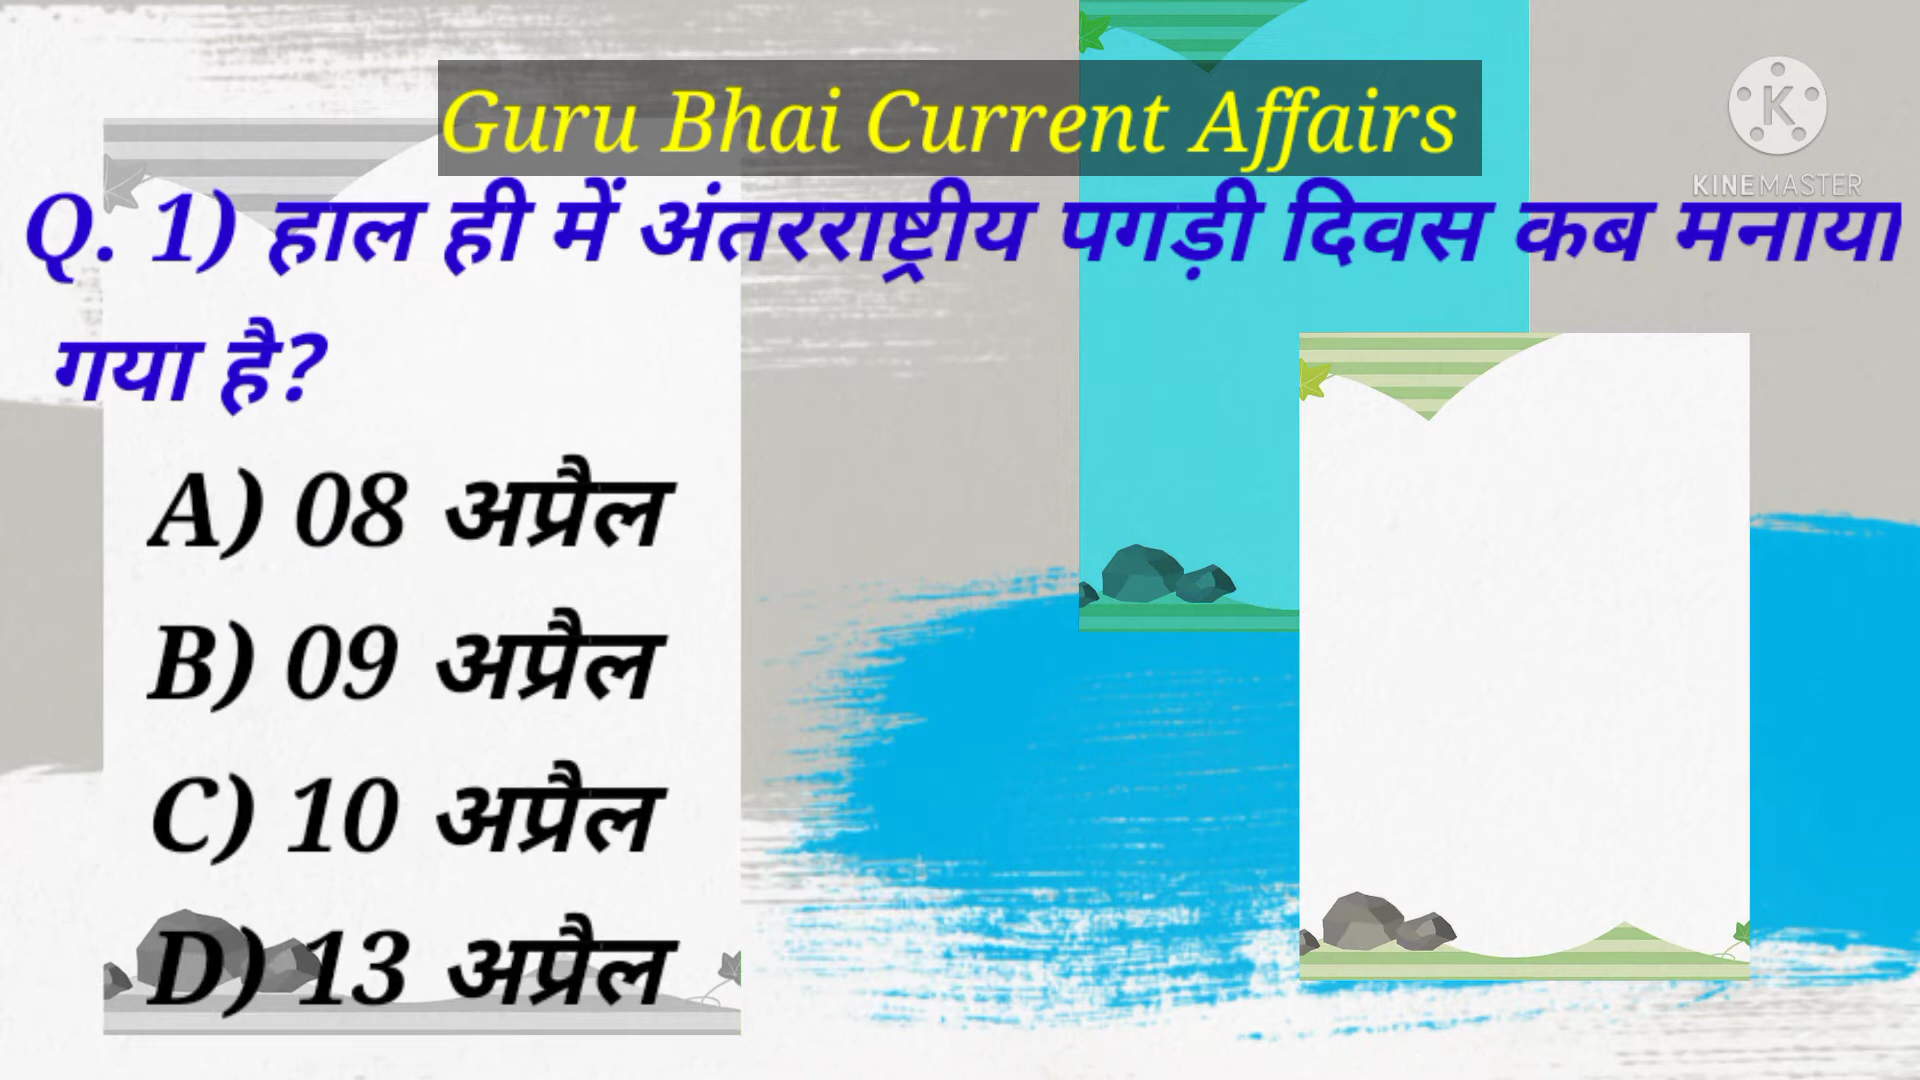 Guru Bhai Current Affairs
K
KINEMASTER
Q. 1) हाल ही में अंतरराष्ट्रीय पगड़ी दिवस कब मनाया
गया है?
A) 08 अप्रैल
B) 09 अप्रैल
C) 10 अप्रैल
D) 13 अप्रैल